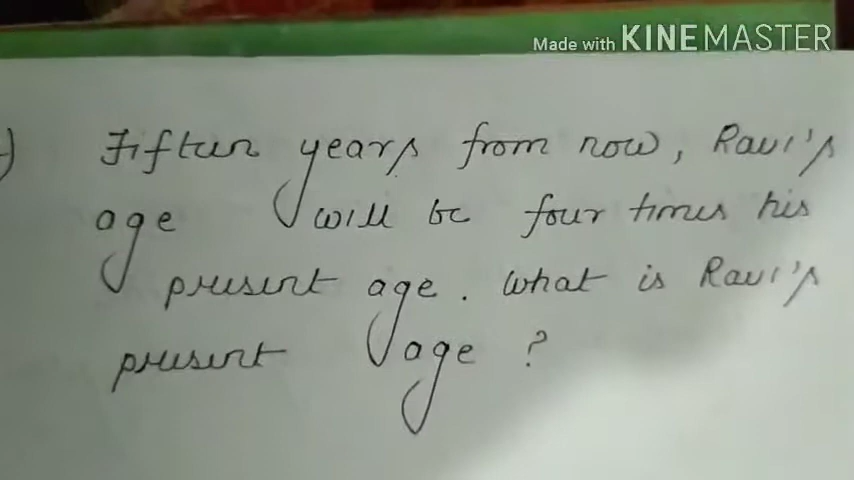 Made with KINEMASTER
Fifteen years from now, Ravi's
age will be four times his
present age. What is Ravi's
present age ?